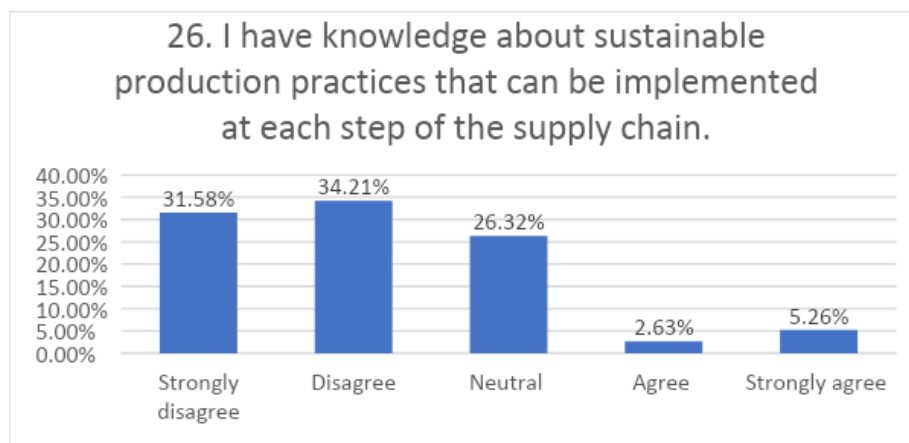 26. I have knowledge about sustainable
production practices that can be implemented
at each step of the supply chain.
40.00%
35.00%
30.00%
25.00%
20.00%
15.00%
10.00%
5.00%
0.00%
31.58%
34.21%
26.32%
2.63%
5.26%
Strongly
disagree
Disagree
Neutral
Agree
Strongly agree